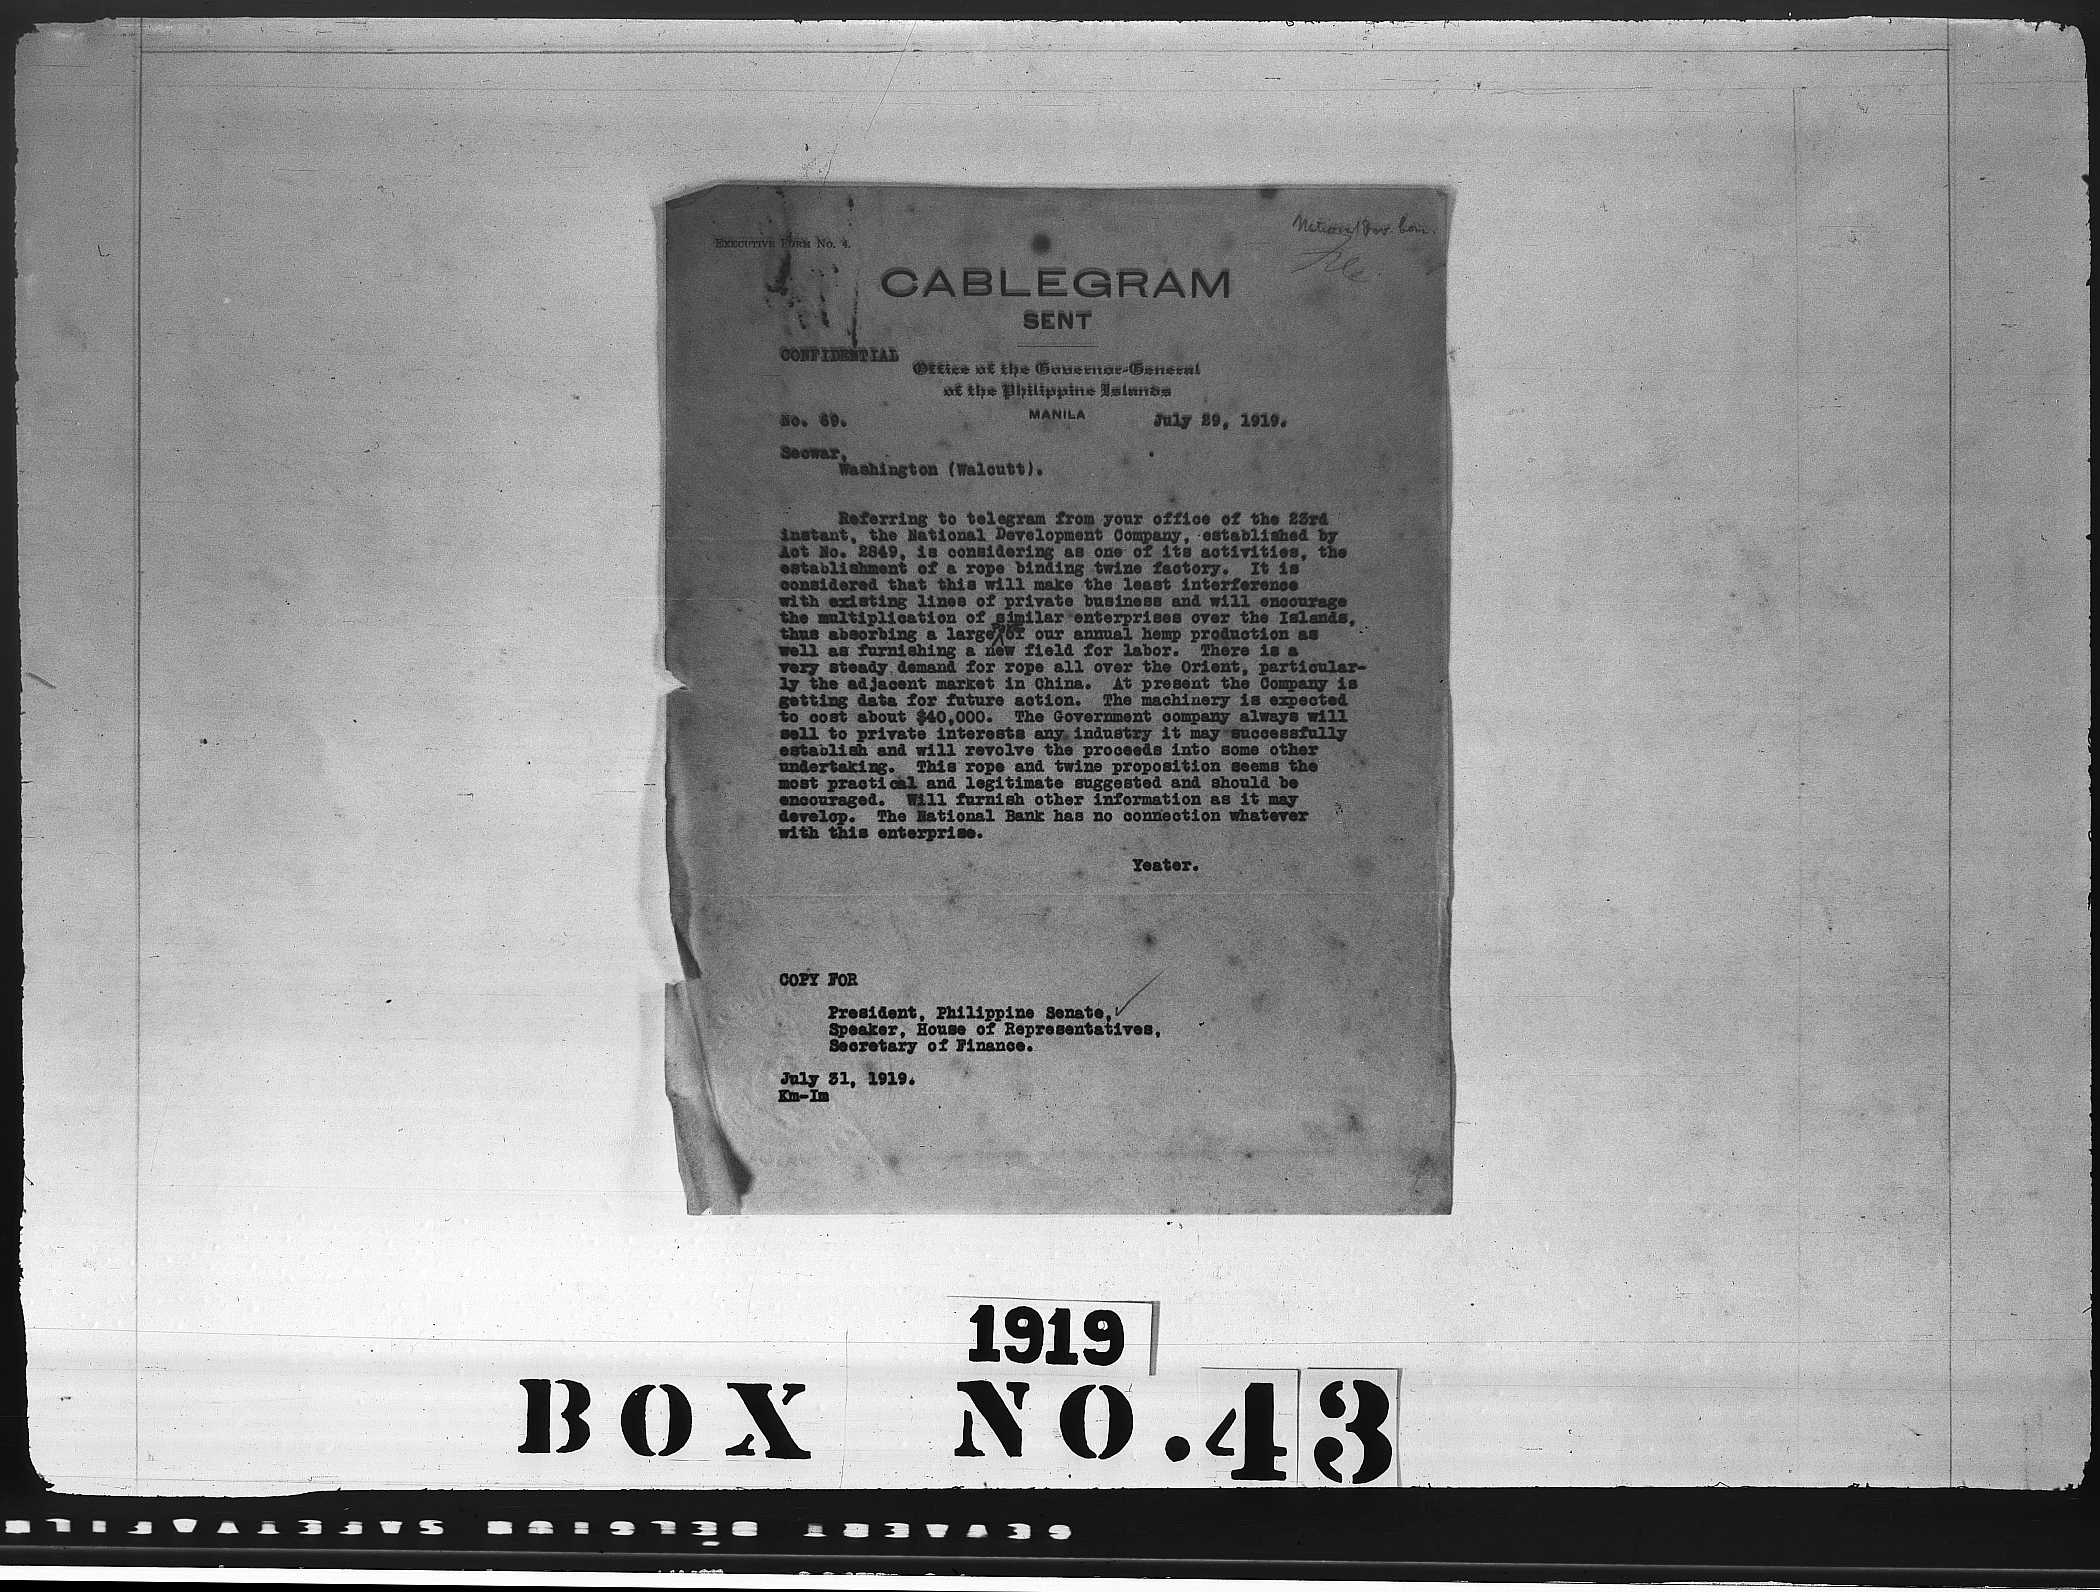 EXECUTIVE FORM No. 4.
National Dev. Com.
File
CABLEGRAM
SENT
CONFIDENTIAL
Office of the Governor-General
of the Philippine Islands
MANILA
No. 69.
July 29, 1919.
Secwar,
Washington (Walcutt).
Referring to telegram from your office of the 23rd
instant, the National Development Company, established by
Act No. 2849, is considering as one of its activities, the
establishment of a rope binding twine factory. It is
considered that this will make the least interference
with existing lines of private business and will encourage
the multiplication of similar enterprises over the Islands,
thus absorbing a large part of our annual hemp production as
well as furnishing a new field for labor. There is a
very steady demand for rope all over the Orient, particular-
ly the adjacent market in China. At present the Company is
getting data for future action. The machinery is expected
to cost about $40,000. The Government company always will
sell to private interests any industry it may successfully
establish and will revolve the proceeds into some other
undertaking. This rope and twine proposition seems the
most practical and legitimate suggested and should be
encouraged. Will furnish other information as it may
develop. The National Bank has no connection whatever
with this enterprise.
Yeater.
COPY FOR
President, Philippine Senate,
Speaker, House of Representatives,
Secretary of Finance.
July 31, 1919.
Km-Im
1919
BOX NO. 43
GEVAERT BELGIUM SAFETY FILM